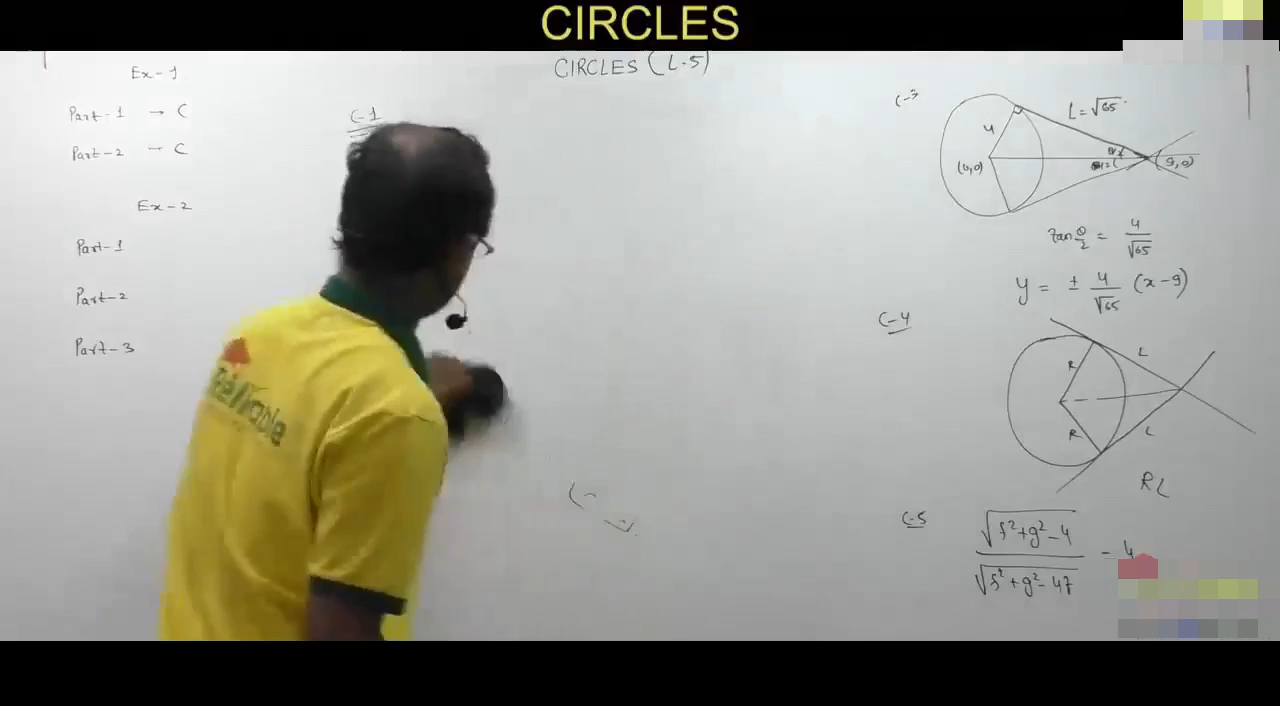 CIRCLES
CIRCLES (L-5)
Ex-1
Part-1 → C
Part-2 - C
Ex-2
Part-1
Part-2
Part-3
C-1
C-3
L = √65
4
(0,0)
(9,0)
tan θ/2 = 4/√65
y = ± 4/√65 (x-9)
C-4
R
L
R
L
RL
C-5
√f²+g²-4
√f²+g²-47
- 4